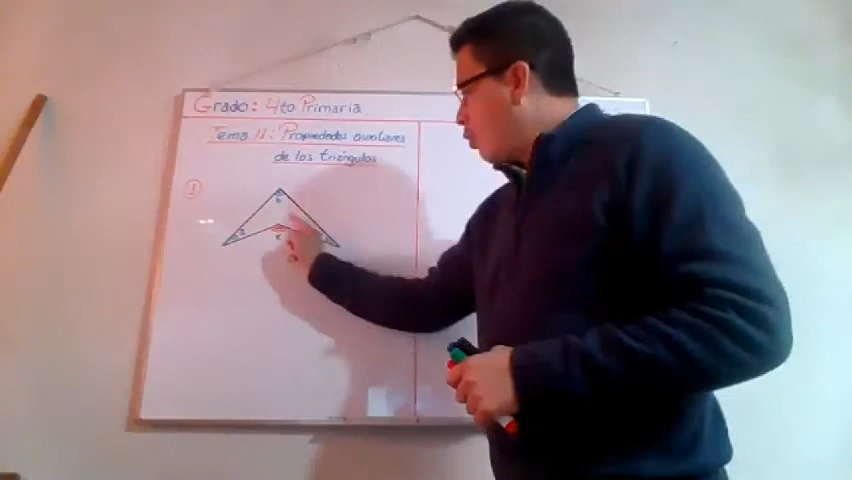 Grado: 4to Primaria
Tema 11: Propiedades auxiliares
de los triángulos
1
b
a
x